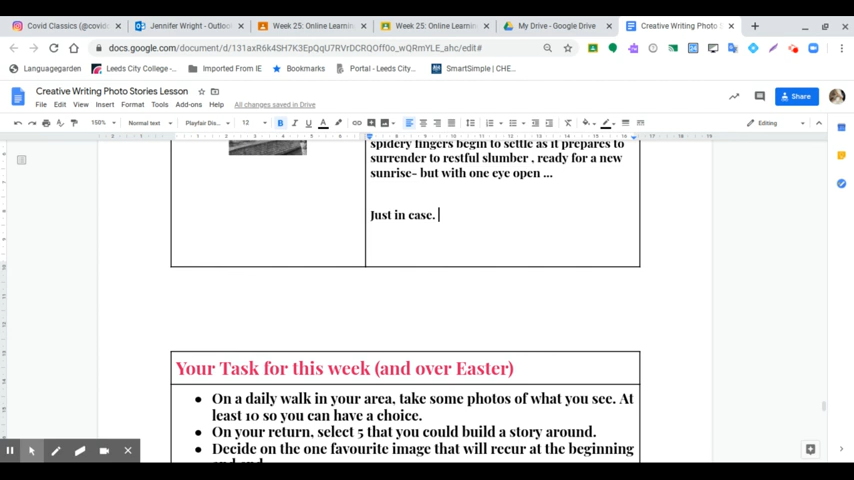 Covid Classics (@covidc
Jennifer Wright - Outlook
Week 25: Online Learning
Week 25: Online Learning
My Drive - Google Drive
Creative Writing Photo S
docs.google.com/document/d/131axR6k4SH7K3EpQqU7RVrDCRQOff0o_wQRmYLE_ahc/edit#
Languagegarden
Leeds City College -...
Imported From IE
Bookmarks
Portal - Leeds City...
SmartSimple | CHE...
Creative Writing Photo Stories Lesson
File Edit View Insert Format Tools Add-ons Help
All changes saved in Drive
Share
150%
Normal text
Playfair Dis...
12
B I U A
Editing
spidery fingers begin to settle as it prepares to
surrender to restful slumber , ready for a new
sunrise- but with one eye open ...
Just in case.
Your Task for this week (and over Easter)
● On a daily walk in your area, take some photos of what you see. At
least 10 so you can have a choice.
● On your return, select 5 that you could build a story around.
● Decide on the one favourite image that will recur at the beginning
and end